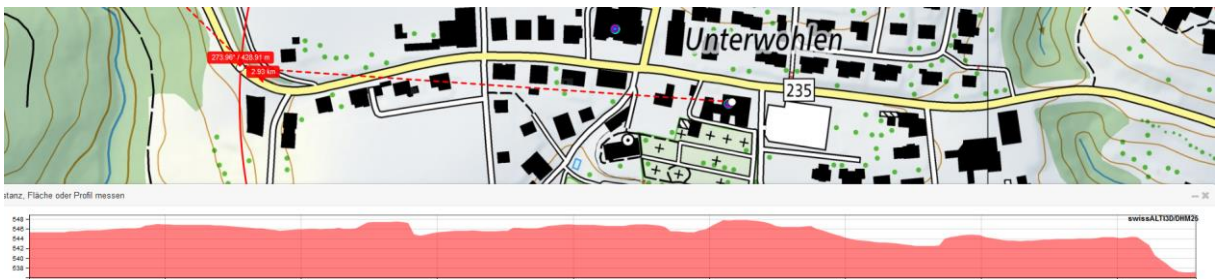 Unterwohlen
273.96° / 428.91 m
2.93 km
235
stanz, Fläche oder Profil messen
swissALTI3D/DHM25
548
546
544
542
540
538